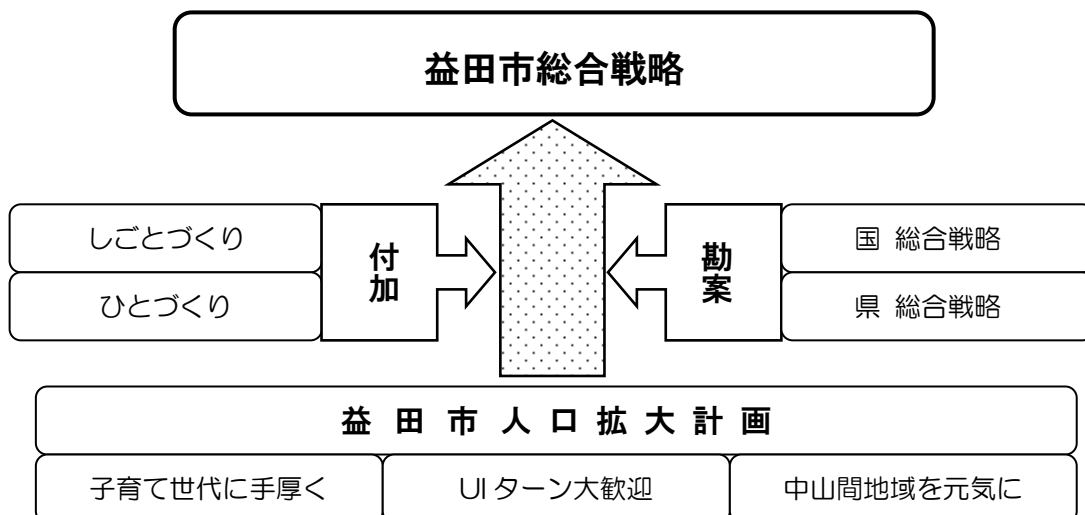 益田市総合戦略
しごとづくり
ひとづくり
付加
勘案
国 総合戦略
県 総合戦略
益田市人口拡大計画
子育て世代に手厚く
UIターン大歓迎
中山間地域を元気に